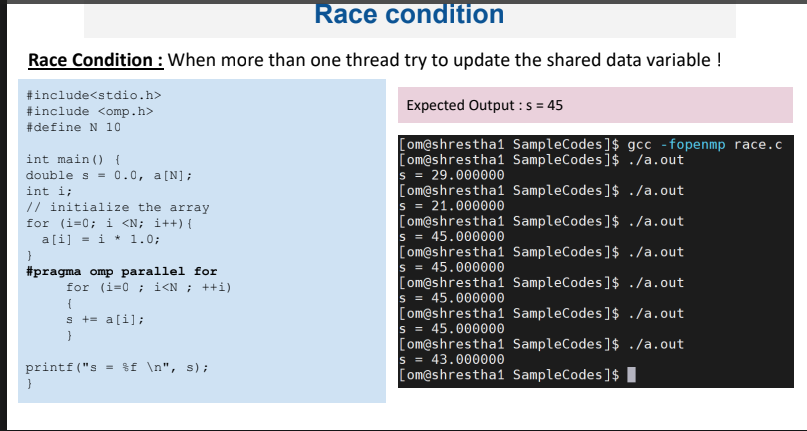 Race condition
Race Condition : When more than one thread try to update the shared data variable !
#include<stdio.h>
#include <omp.h>
#define N 10
int main() {
double s = 0.0, a[N];
int i;
// initialize the array
for (i=0; i <N; i++){
a[i] = i * 1.0;
}
#pragma omp parallel for
for (i=0 ; i<N ; ++i)
{
s += a[i];
}
printf("s = %f \n", s);
}
Expected Output : s = 45
[om@shrestha1 SampleCodes]$ gcc -fopenmp race.c
[om@shrestha1 SampleCodes]$ ./a.out
s = 29.000000
[om@shrestha1 SampleCodes]$ ./a.out
s = 21.000000
[om@shrestha1 SampleCodes]$ ./a.out
s = 45.000000
[om@shrestha1 SampleCodes]$ ./a.out
s = 45.000000
[om@shrestha1 SampleCodes]$ ./a.out
s = 45.000000
[om@shrestha1 SampleCodes]$ ./a.out
s = 45.000000
[om@shrestha1 SampleCodes]$ ./a.out
s = 43.000000
[om@shrestha1 SampleCodes]$